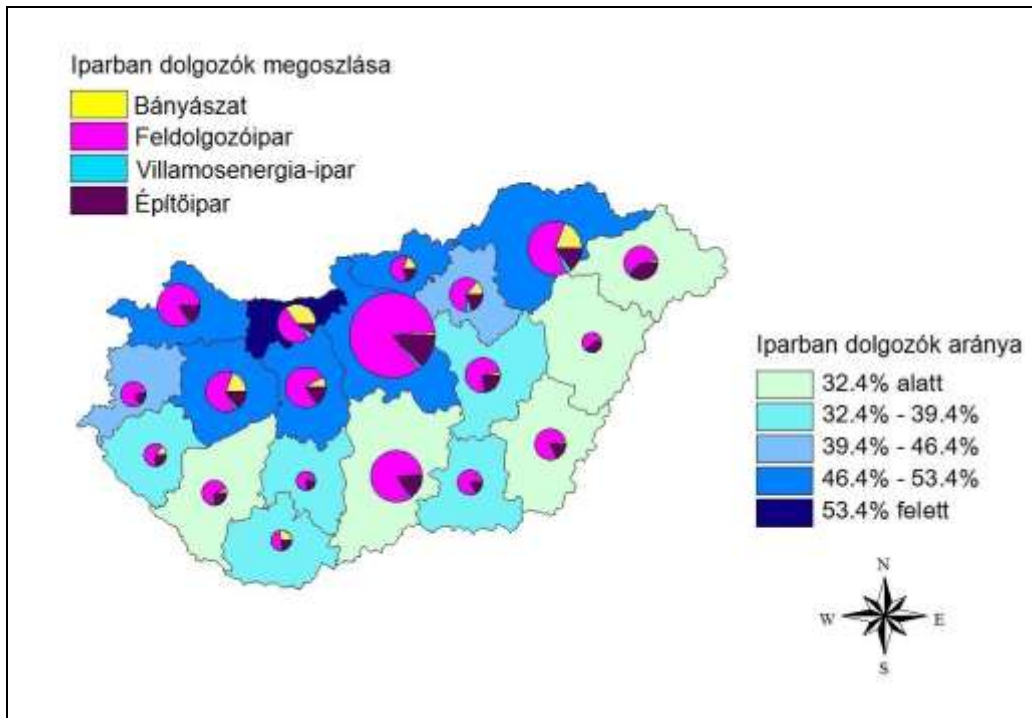 Iparban dolgozók megoszlása
Bányászat
Feldolgozóipar
Villamosenergia-ipar
Építöipar
Iparban dolgozók aránya
32.4% alatt
32.4% - 39.4%
39.4% - 46.4%
46.4% - 53.4%
53.4% felett
N
W E
S